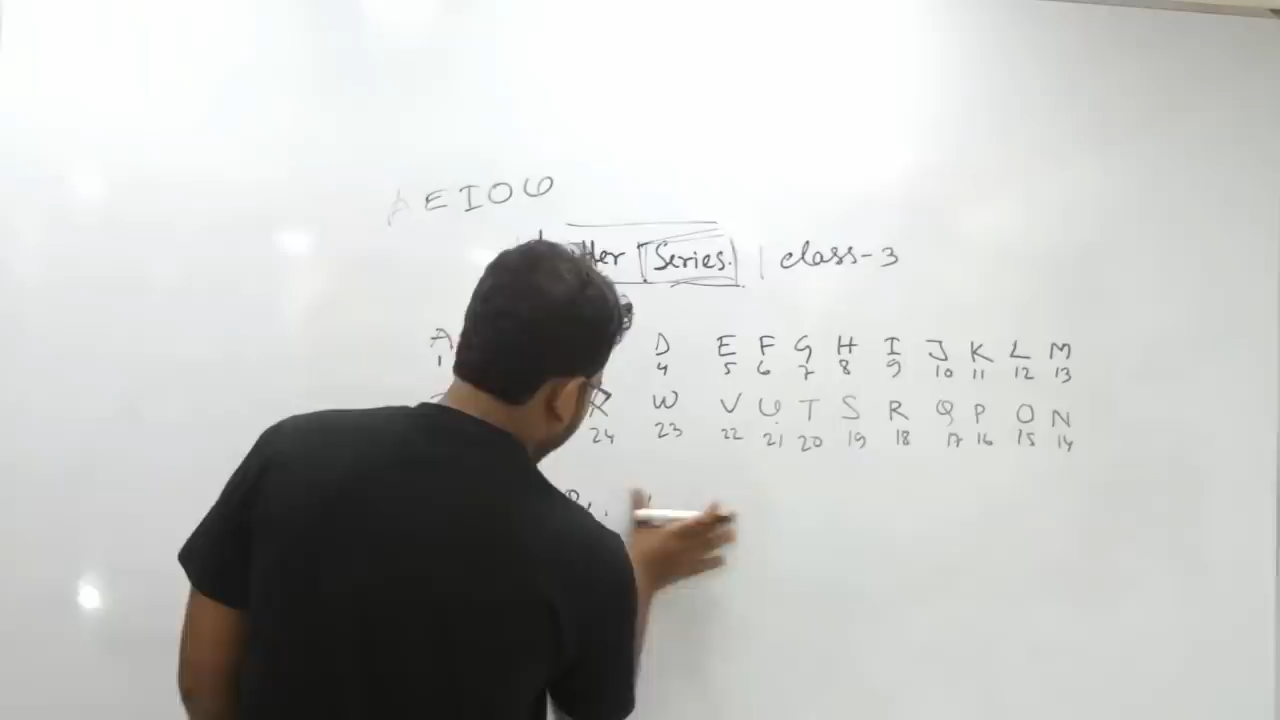 A E I O U
Series. | class-3
A D E F G H I J K L M
1 4 5 6 7 8 9 10 11 12 13
X W V U T S R Q P O N
24 23 22 21 20 19 18 17 16 15 14